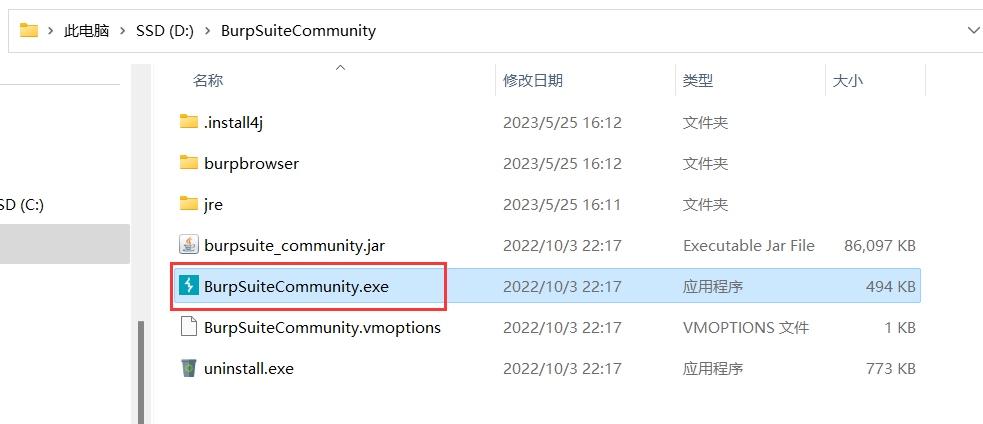 此电脑 > SSD (D:) > BurpSuiteCommunity
名称 修改日期 类型 大小
.install4j 2023/5/25 16:12 文件夹
burpbrowser 2023/5/25 16:12 文件夹
SD (C:)
jre 2023/5/25 16:11 文件夹
burpsuite_community.jar 2022/10/3 22:17 Executable Jar File 86,097 KB
BurpSuiteCommunity.exe 2022/10/3 22:17 应用程序 494 KB
BurpSuiteCommunity.vmoptions 2022/10/3 22:17 VMOPTIONS 文件 1 KB
uninstall.exe 2022/10/3 22:17 应用程序 773 KB